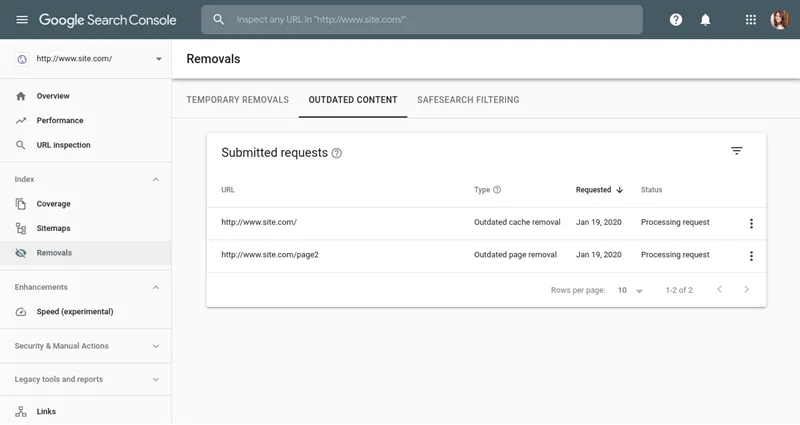 Google Search Console
Inspect any URL in "http://www.site.com/"
http://www.site.com/
Overview
Performance
URL inspection
Index
Coverage
Sitemaps
Removals
Enhancements
Speed (experimental)
Security & Manual Actions
Legacy tools and reports
Links
Removals
TEMPORARY REMOVALS OUTDATED CONTENT SAFESEARCH FILTERING
Submitted requests
URL Type Requested Status
http://www.site.com/ Outdated cache removal Jan 19, 2020 Processing request
http://www.site.com/page2 Outdated page removal Jan 19, 2020 Processing request
Rows per page: 10 1-2 of 2